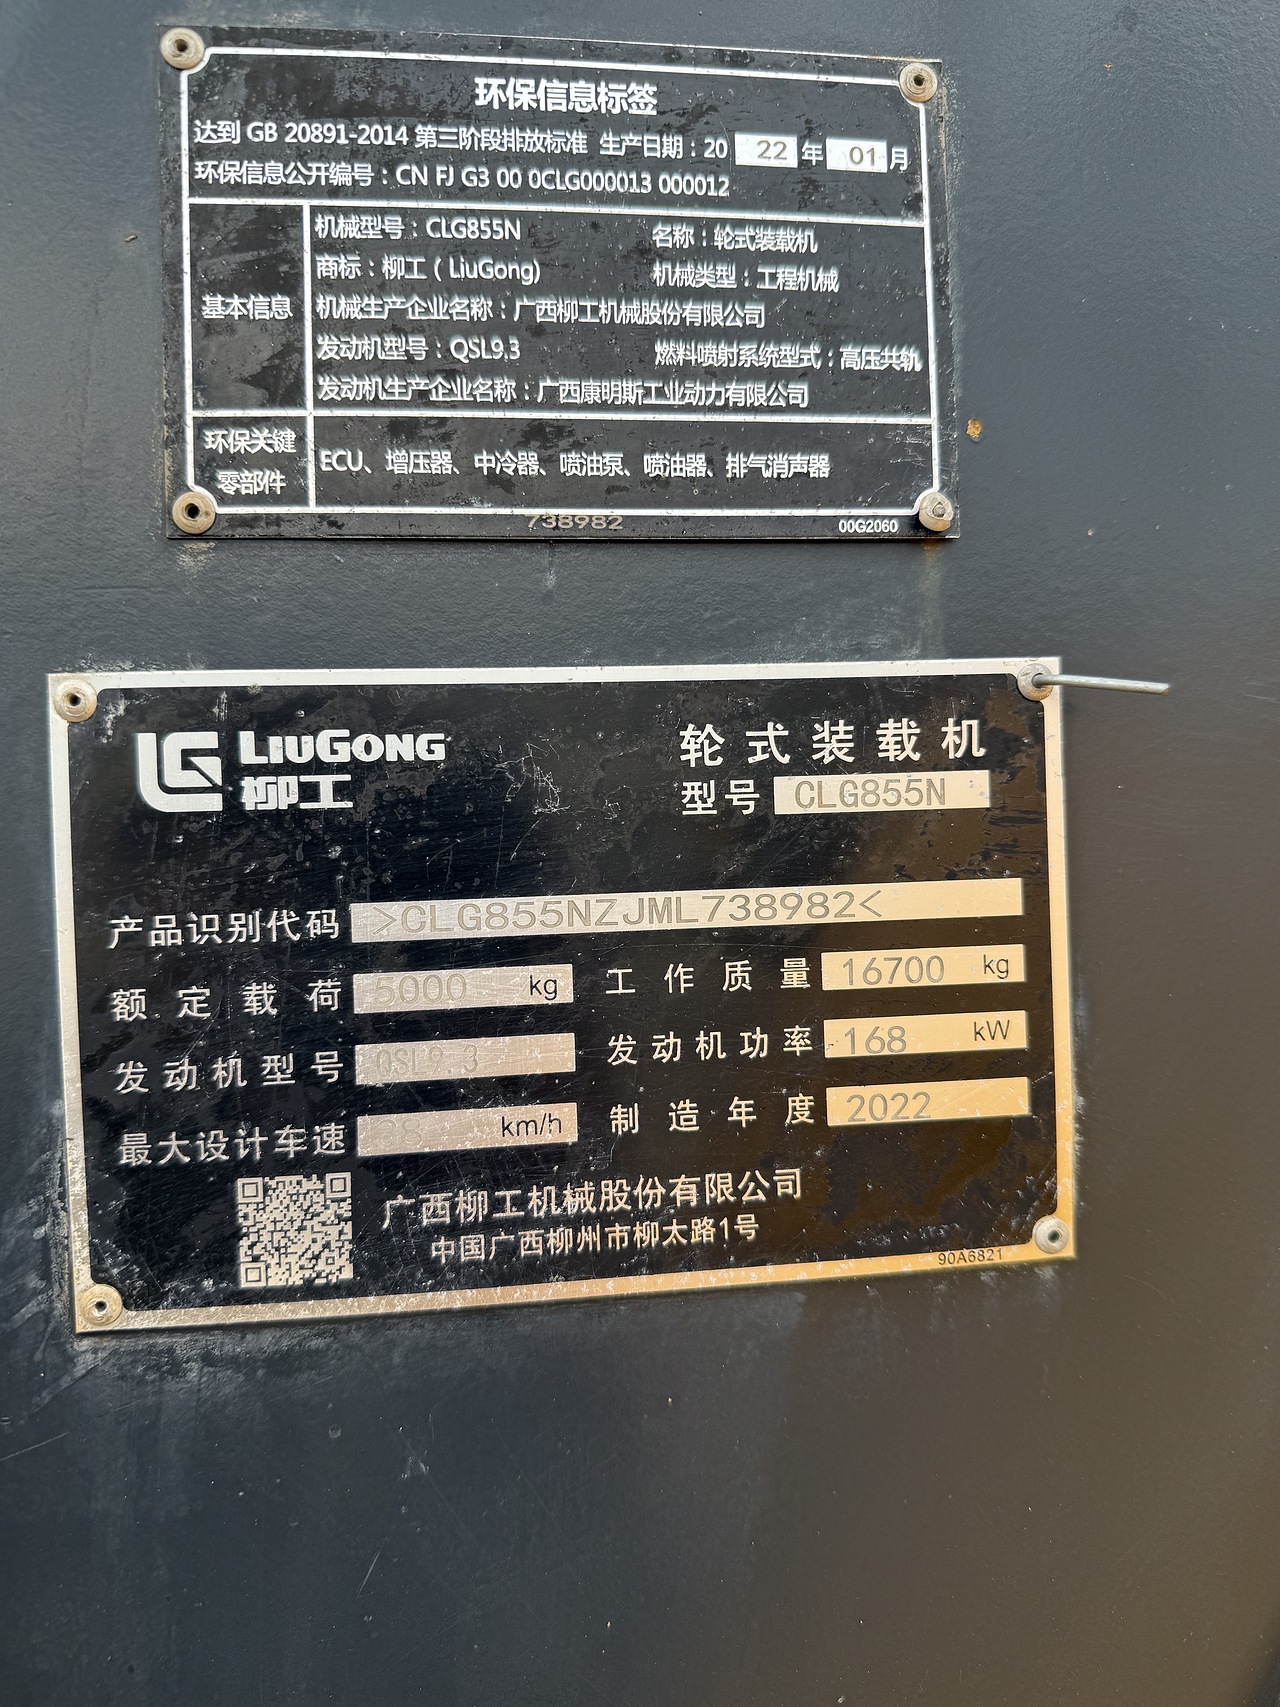 环保信息标签
达到 GB 20891-2014 第三阶段排放标准 生产日期：20 22 年 01 月
环保信息公开编号：CN FJ G3 00 0CLG000013 000012
基本信息
机械型号：CLG855N 名称：轮式装载机
商标：柳工（LiuGong） 机械类型：工程机械
机械生产企业名称：广西柳工机械股份有限公司
发动机型号：QSL9.3 燃料喷射系统型式：高压共轨
发动机生产企业名称：广西康明斯工业动力有限公司
环保关键
零部件
ECU、增压器、中冷器、喷油泵、喷油器、排气消声器
738982 00G2060
LG LIUGONG
柳工
轮式装载机
型号 CLG855N
产品识别代码 >CLG855NZJML738982<
额定载荷 5000 kg 工作质量 16700 kg
发动机型号 QSL9.3 发动机功率 168 kW
最大设计车速 km/h 制造年度 2022
广西柳工机械股份有限公司
中国广西柳州市柳太路1号
90A6821